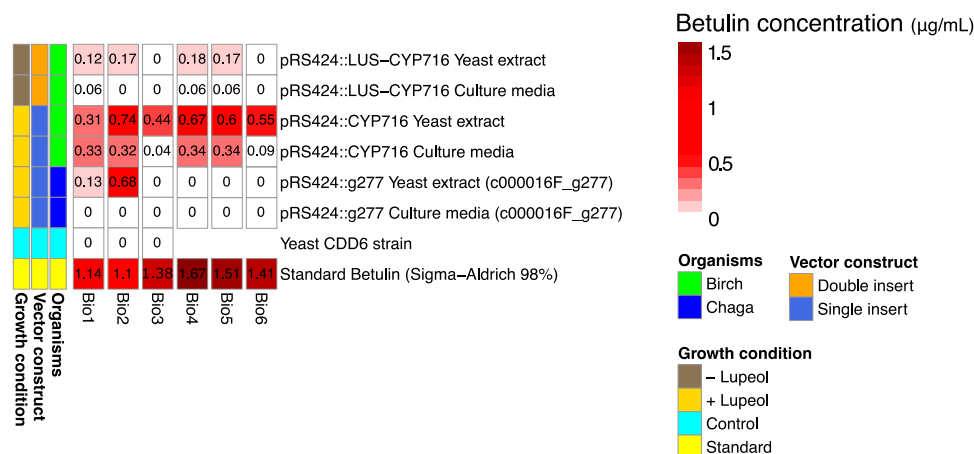 Betulin concentration (µg/mL)
1.5
1
0.5
0
0.12 0.17 0 0.18 0.17 0 pRS424::LUS−CYP716 Yeast extract
0.06 0 0 0.06 0.06 0 pRS424::LUS−CYP716 Culture media
0.31 0.74 0.44 0.67 0.6 0.55 pRS424::CYP716 Yeast extract
0.33 0.32 0.04 0.34 0.34 0.09 pRS424::CYP716 Culture media
0.13 0.68 0 0 0 0 pRS424::g277 Yeast extract (c000016F_g277)
0 0 0 0 0 0 pRS424::g277 Culture media (c000016F_g277)
0 0 0 Yeast CDD6 strain
1.14 1.1 1.38 1.67 1.51 1.41 Standard Betulin (Sigma−Aldrich 98%)
Growth condition
Vector construct
Organisms
Bio1
Bio2
Bio3
Bio4
Bio5
Bio6
Organisms
Birch
Chaga
Vector construct
Double insert
Single insert
Growth condition
− Lupeol
+ Lupeol
Control
Standard